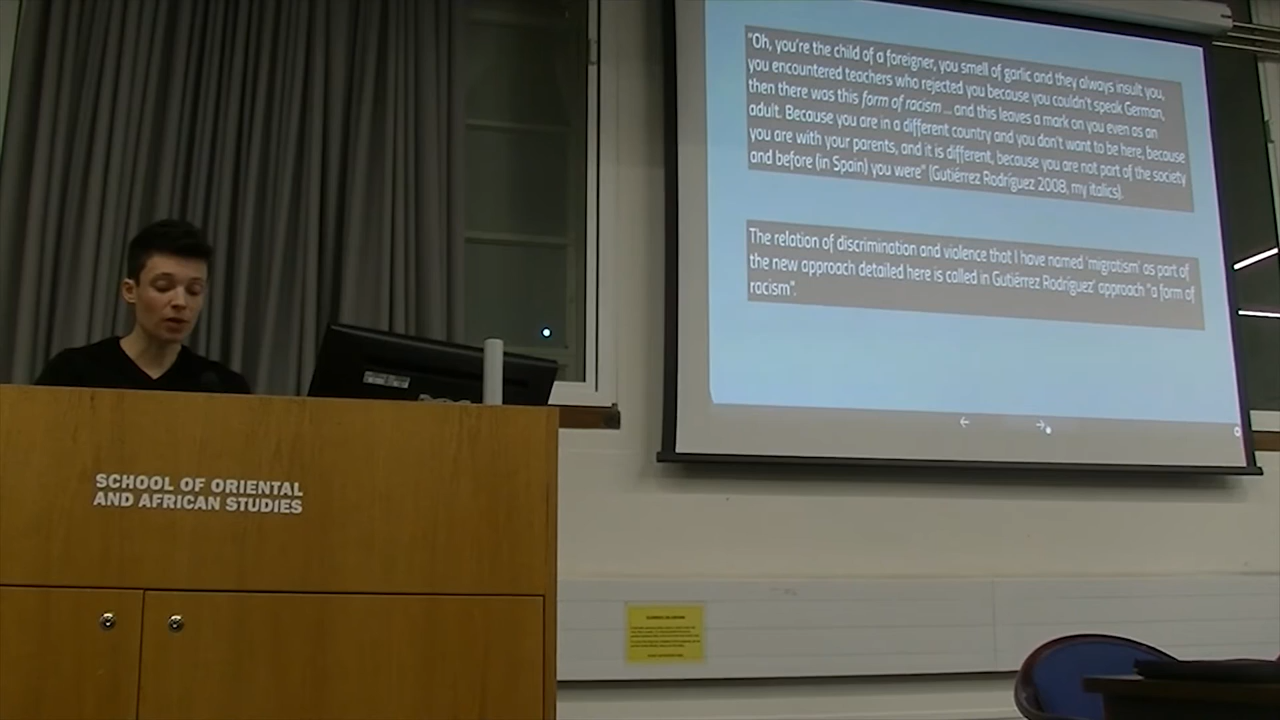 "Oh, you're the child of a foreigner, you smell of garlic and they always insult you,
you encountered teachers who rejected you because you couldn't speak German,
then there was this form of racism ... and this leaves a mark on you even as an
adult. Because you are in a different country and you don't want to be here, because
you are with your parents, and it is different, because you are not part of the society
and before (in Spain) you were" (Gutiérrez Rodríguez 2008, my italics).
The relation of discrimination and violence that I have named 'migratism' as part of
the new approach detailed here is called in Gutiérrez Rodríguez' approach "a form of
racism".
SCHOOL OF ORIENTAL
AND AFRICAN STUDIES